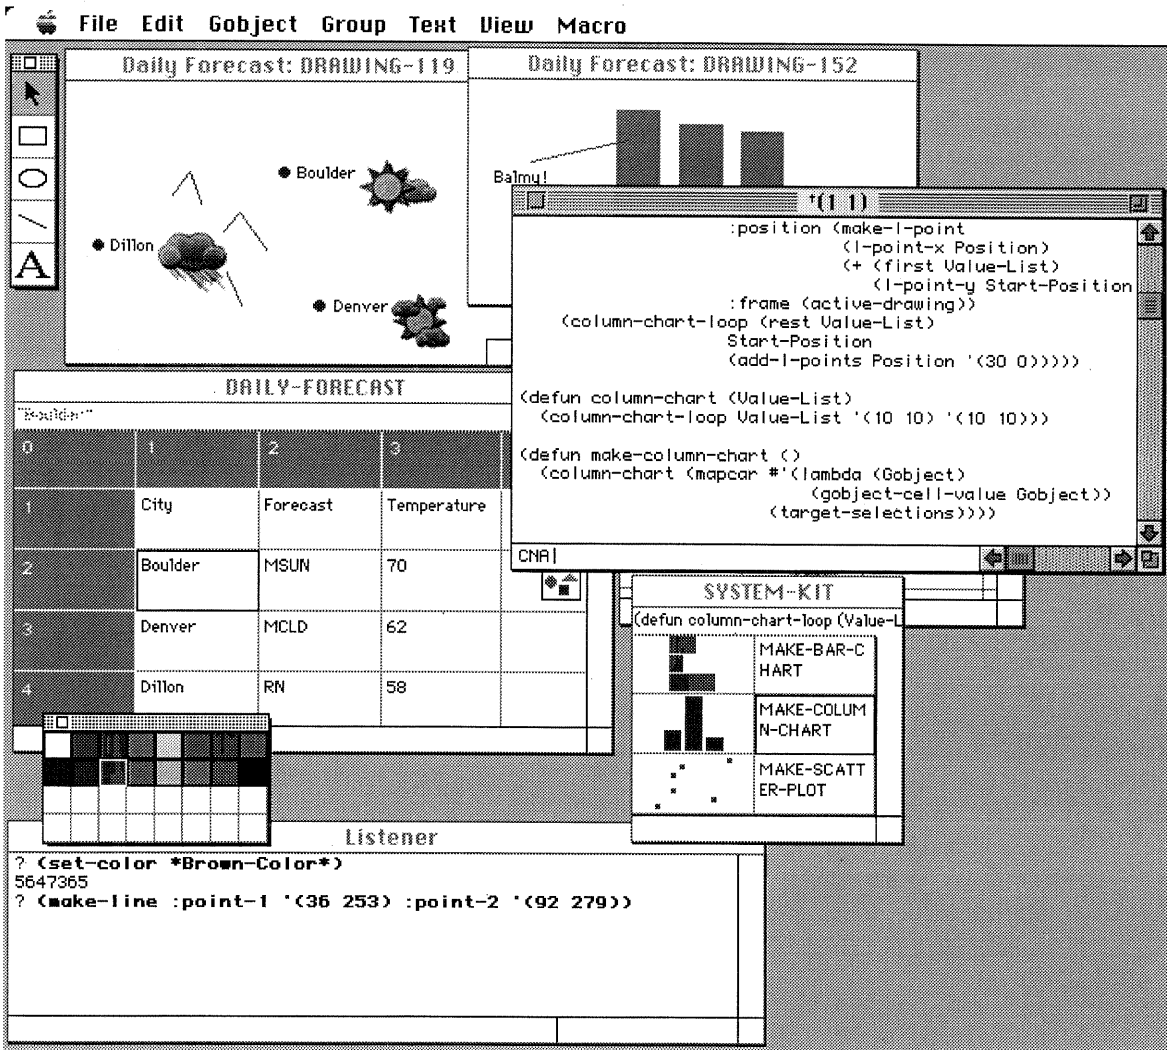 File Edit Gobject Group Text View Macro
Daily Forecast: DRAWING-119
Daily Forecast: DRAWING-152
A
Boulder
Dillon
Denver
Balmy!
*(1 1)
:position (make-l-point
(l-point-x Position)
(+ (first Value-List)
(l-point-y Start-Position
:frame (active-drawing))
(column-chart-loop (rest Value-List)
Start-Position
(add-l-points Position '(30 0)))))
(defun column-chart (Value-List)
(column-chart-loop Value-List '(10 10) '(10 10)))
(defun make-column-chart ()
(column-chart (mapcar #'(lambda (Gobject)
(gobject-cell-value Gobject))
(target-selections))))
CNA
DAILY-FORECAST
"Boulder"
0 1 2 3
1 City Forecast Temperature
2 Boulder MSUN 70
3 Denver MCLD 62
4 Dillon RN 58
SYSTEM-KIT
(defun column-chart-loop (Value-L
MAKE-BAR-C
HART
MAKE-COLUM
N-CHART
MAKE-SCATT
ER-PLOT
Listener
? (set-color *Brown-Color*)
5647365
? (make-line :point-1 '(36 253) :point-2 '(92 279))